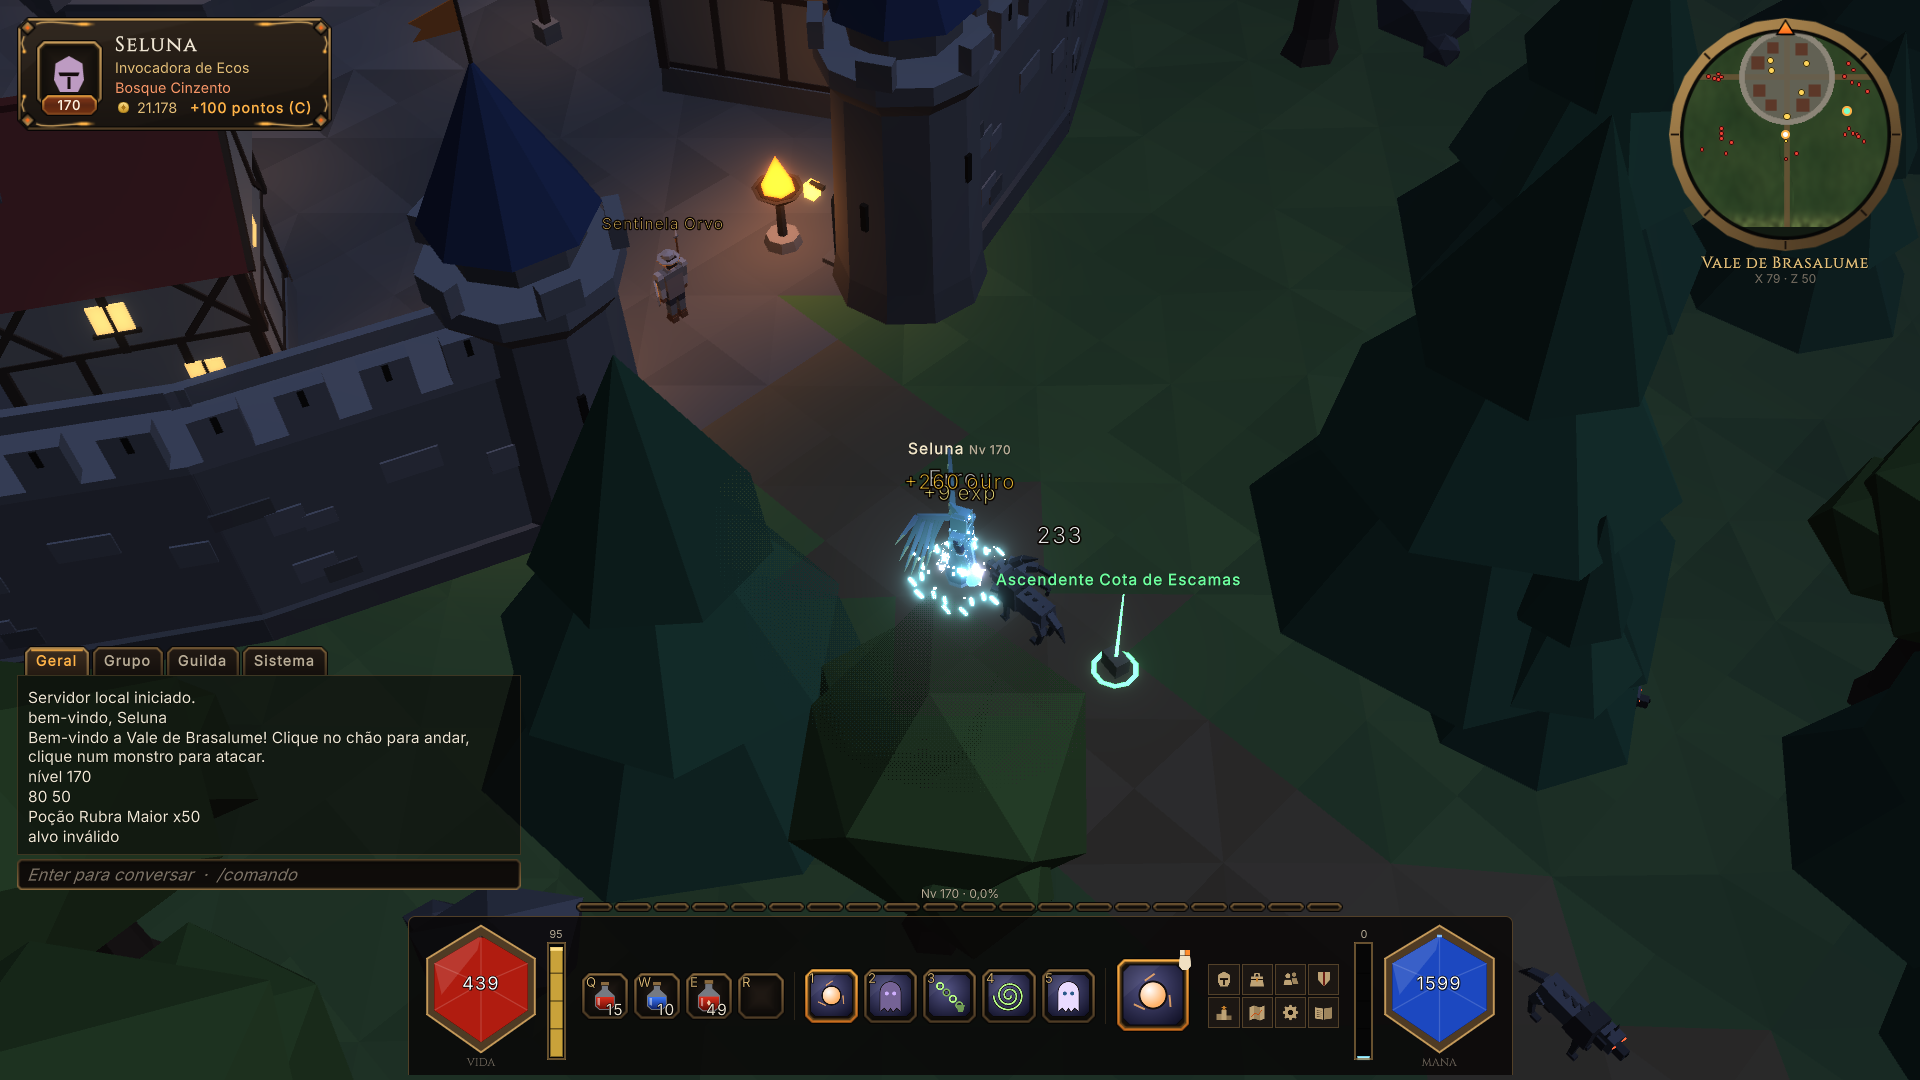 SELUNA
Invocadora de Ecos
Bosque Cinzento
170
21.178 +100 pontos (C)
VALE DE BRASALUME
X 79 · Z 50
Sentinela Orvo
Seluna Nv 170
+260 ouro
+9 exp
233
Ascendente Cota de Escamas
Geral
Grupo
Guilda
Sistema
Servidor local iniciado.
bem-vindo, Seluna
Bem-vindo a Vale de Brasalume! Clique no chão para andar,
clique num monstro para atacar.
nível 170
80 50
Poção Rubra Maior x50
alvo inválido
Enter para conversar · /comando
Nv 170 · 0,0%
439
VIDA
95
Q 15
W 10
E 49
R
1
2
3
4
5
0
1599
MANA